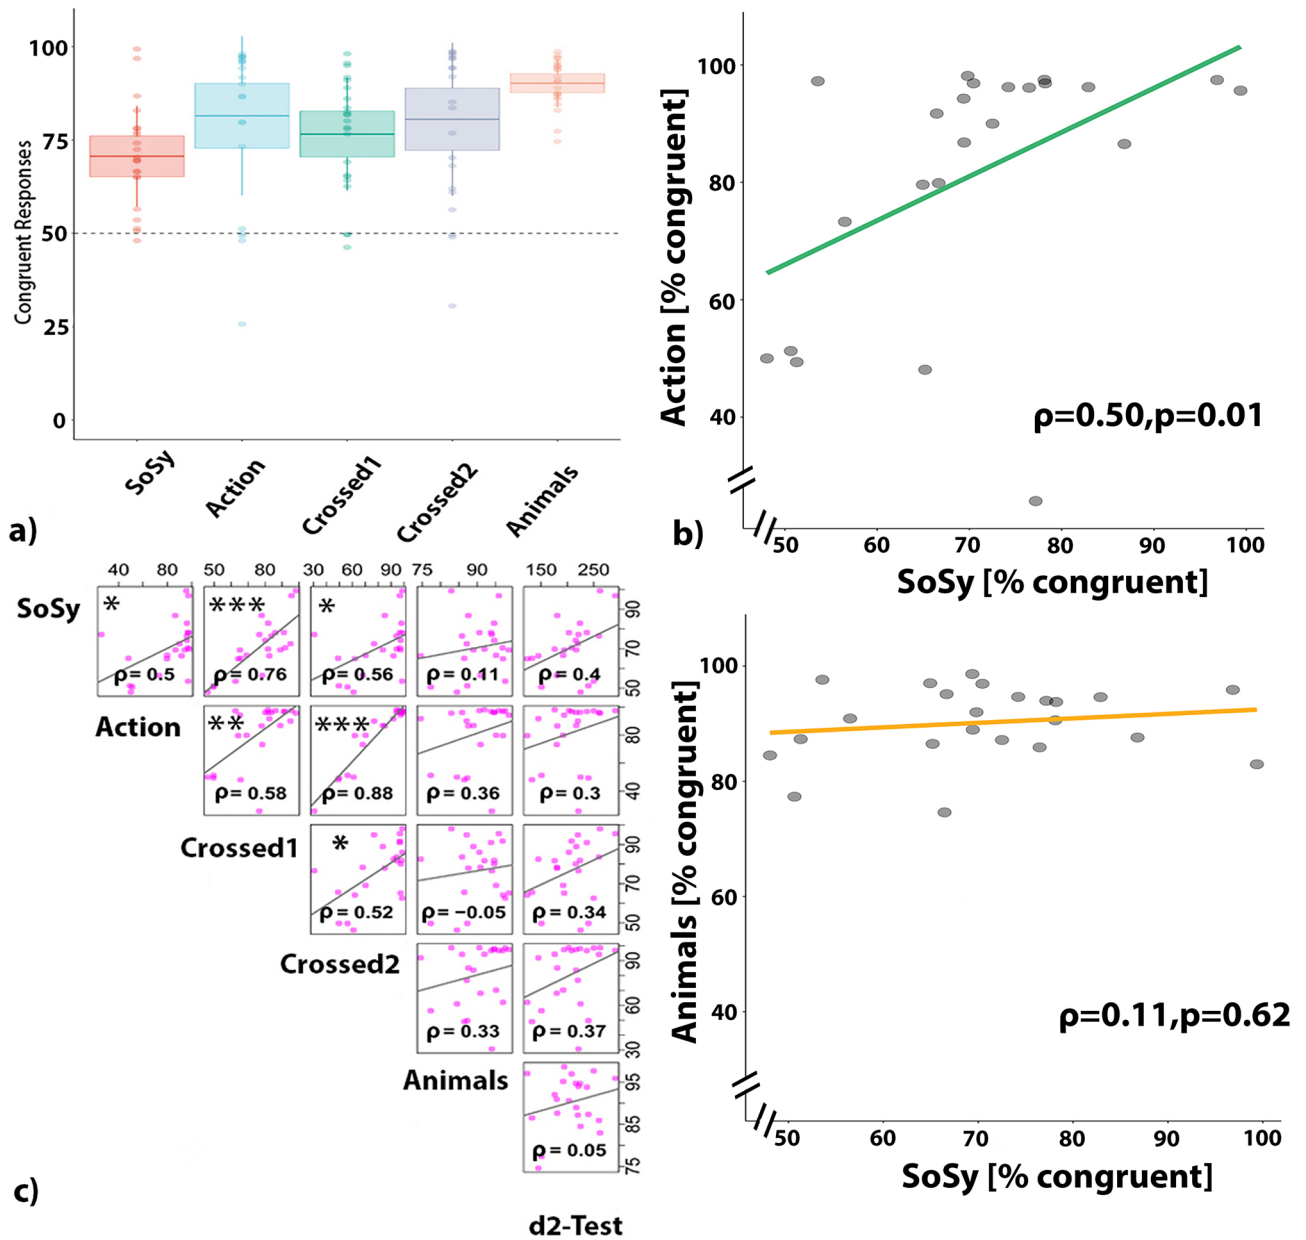 Congruent Responses
100
75
50
25
0
SoSy
Action
Crossed1
Crossed2
Animals
a)
Action [% congruent]
100
80
60
40
ρ=0.50,p=0.01
50 60 70 80 90 100
SoSy [% congruent]
b)
40 80 50 80 30 60 90 75 90 150 250
SoSy
* *** *
ρ= 0.5 ρ= 0.76 ρ= 0.56 ρ= 0.11 ρ= 0.4
90
70
50
Action
** ***
ρ= 0.58 ρ= 0.88 ρ= 0.36 ρ= 0.3
80
40
Crossed1
*
ρ= 0.52 ρ= −0.05 ρ= 0.34
90
70
50
Crossed2
ρ= 0.33 ρ= 0.37
90
60
30
Animals
ρ= 0.05
95
85
75
d2-Test
c)
Animals [% congruent]
100
80
60
40
ρ=0.11,p=0.62
50 60 70 80 90 100
SoSy [% congruent]